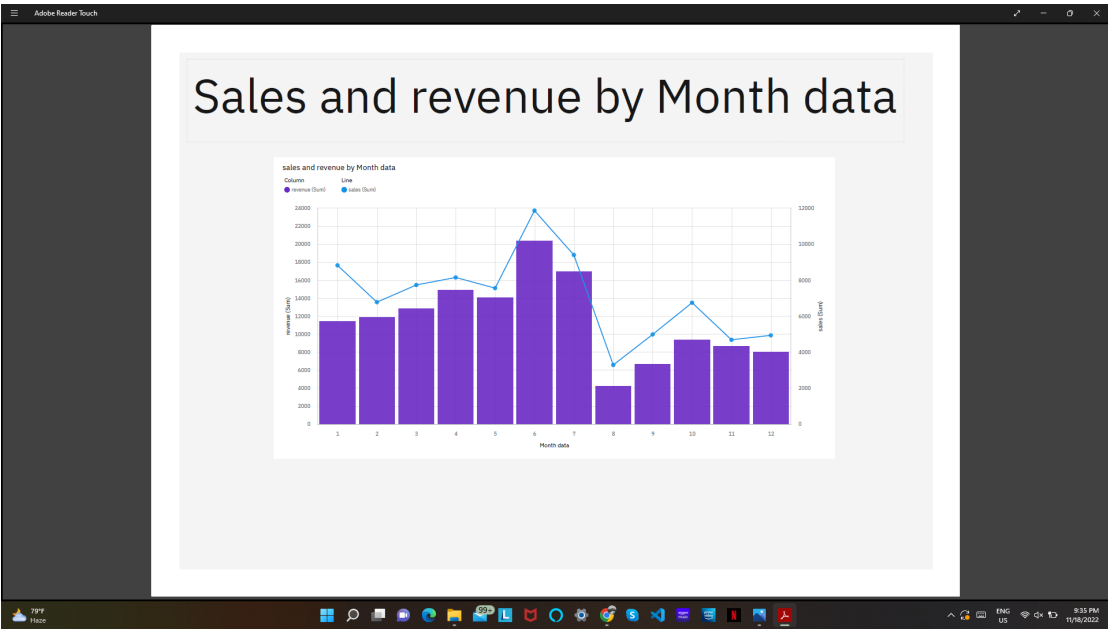 Adobe Reader Touch
Sales and revenue by Month data
sales and revenue by Month data
Column Line
revenue (Sum) sales (Sum)
24000 12000
22000
20000 10000
18000
16000 8000
14000
12000 6000
10000
8000 4000
6000
4000 2000
2000
0 0
revenue (Sum)
sales (Sum)
1 2 3 4 5 6 7 8 9 10 11 12
Month data
79°F
Haze
99+
L
S
N
ENG
US
9:35 PM
11/18/2022